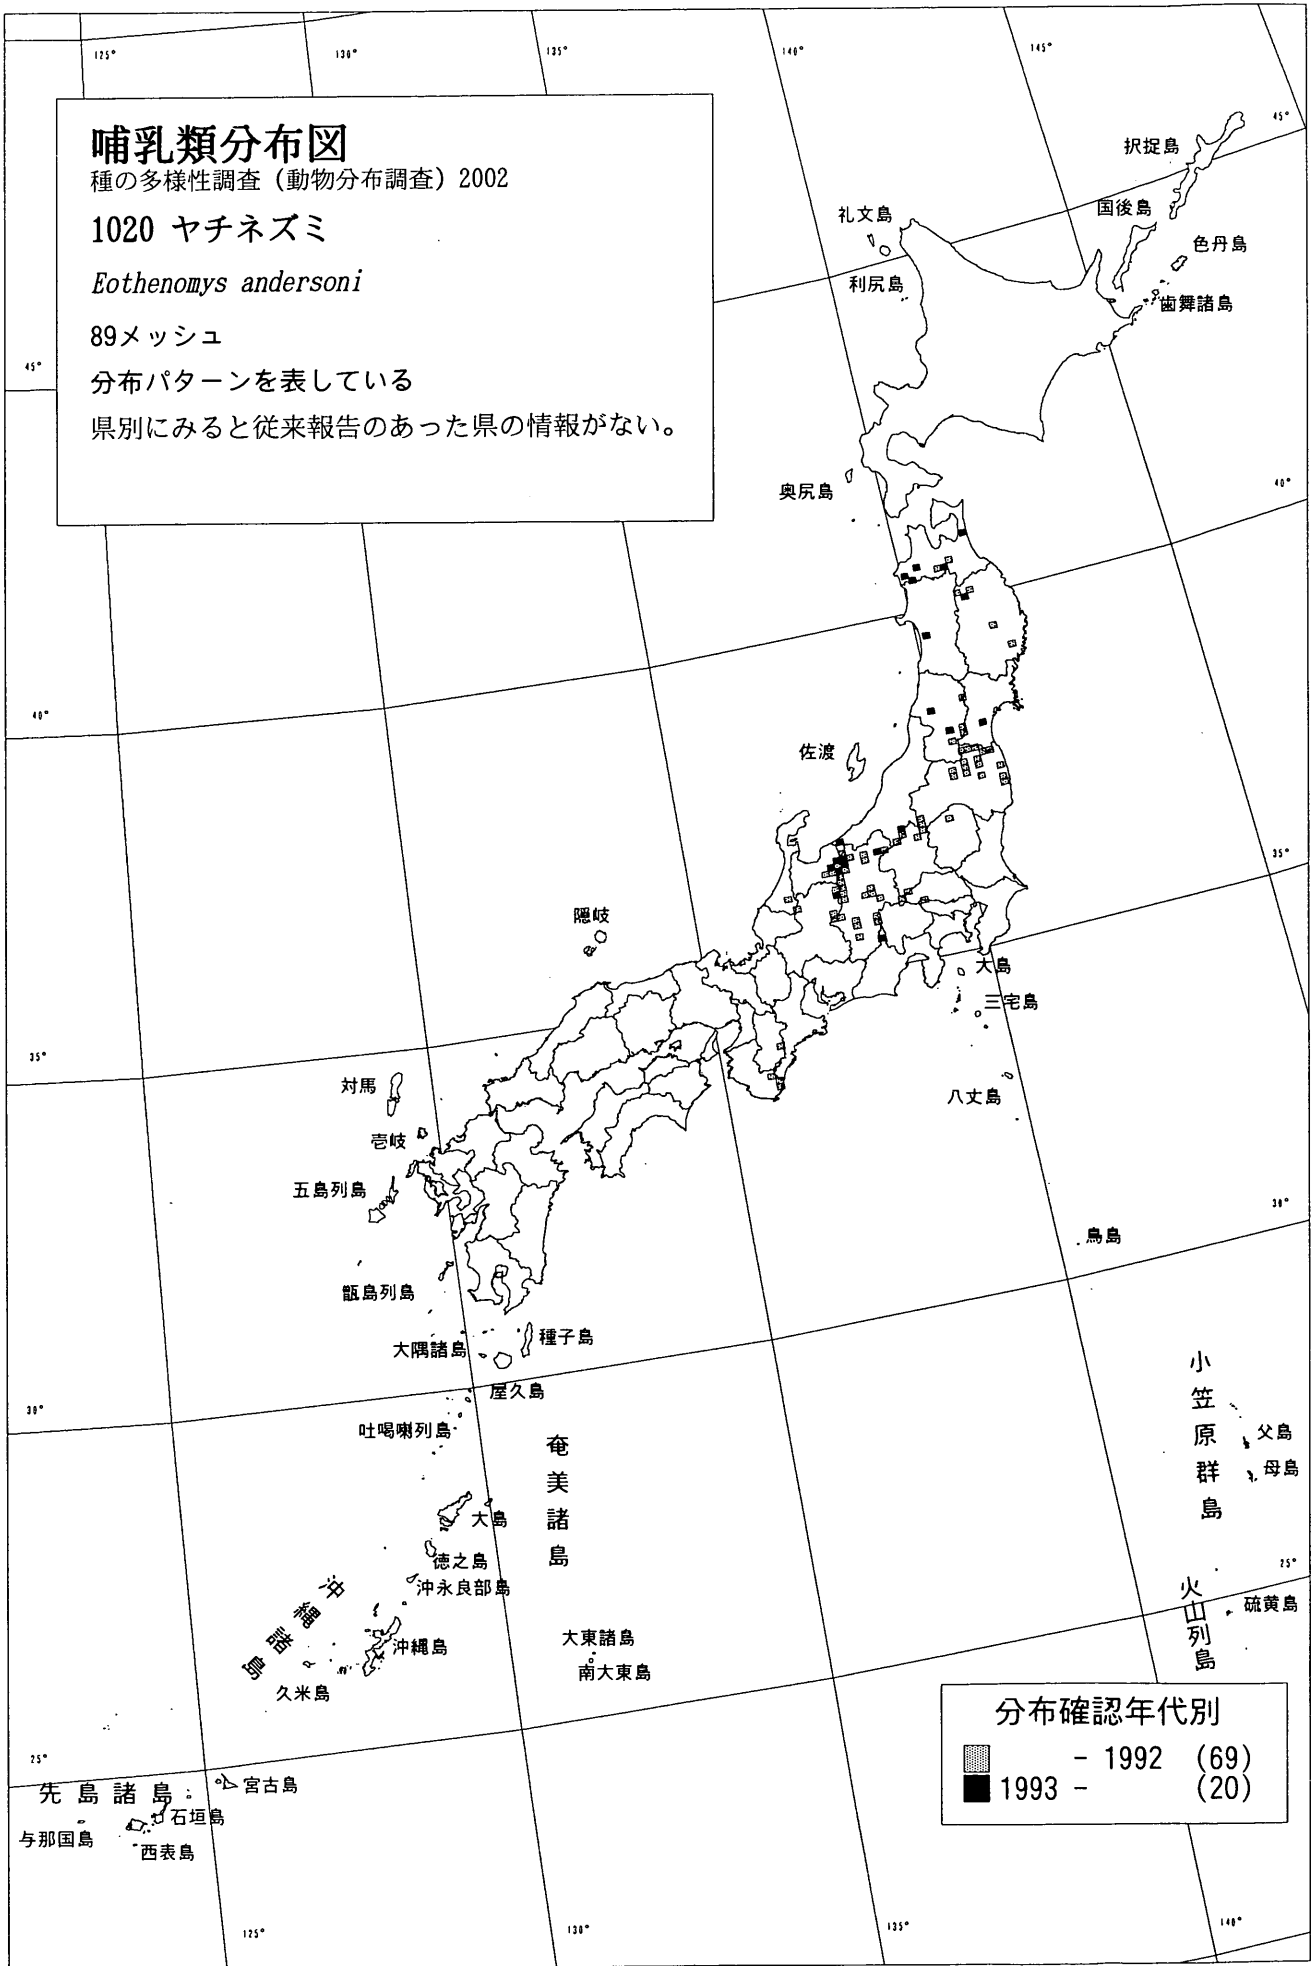 125°
130°
135°
140°
145°
哺乳類分布図
種の多様性調査（動物分布調査）2002
1020 ヤチネズミ
Eothenomys andersoni
89メッシュ
分布パターンを表している
県別にみると従来報告のあった県の情報がない。
45°
択捉島
国後島
礼文島
色丹島
利尻島
歯舞諸島
45°
奥尻島
40°
40°
佐渡
35°
隠岐
大島
三宅島
35°
対馬
八丈島
壱岐
五島列島
30°
鳥島
甑島列島
種子島
大隅諸島
屋久島
30°
吐喝喇列島
奄美諸島
小笠原群島
父島
母島
大島
徳之島
沖永良部島
25°
沖縄諸島
火山列島
硫黄島
沖縄島
大東諸島
南大東島
久米島
分布確認年代別
- 1992 (69)
1993 - (20)
25°
先島諸島
宮古島
石垣島
与那国島
西表島
125°
130°
135°
140°